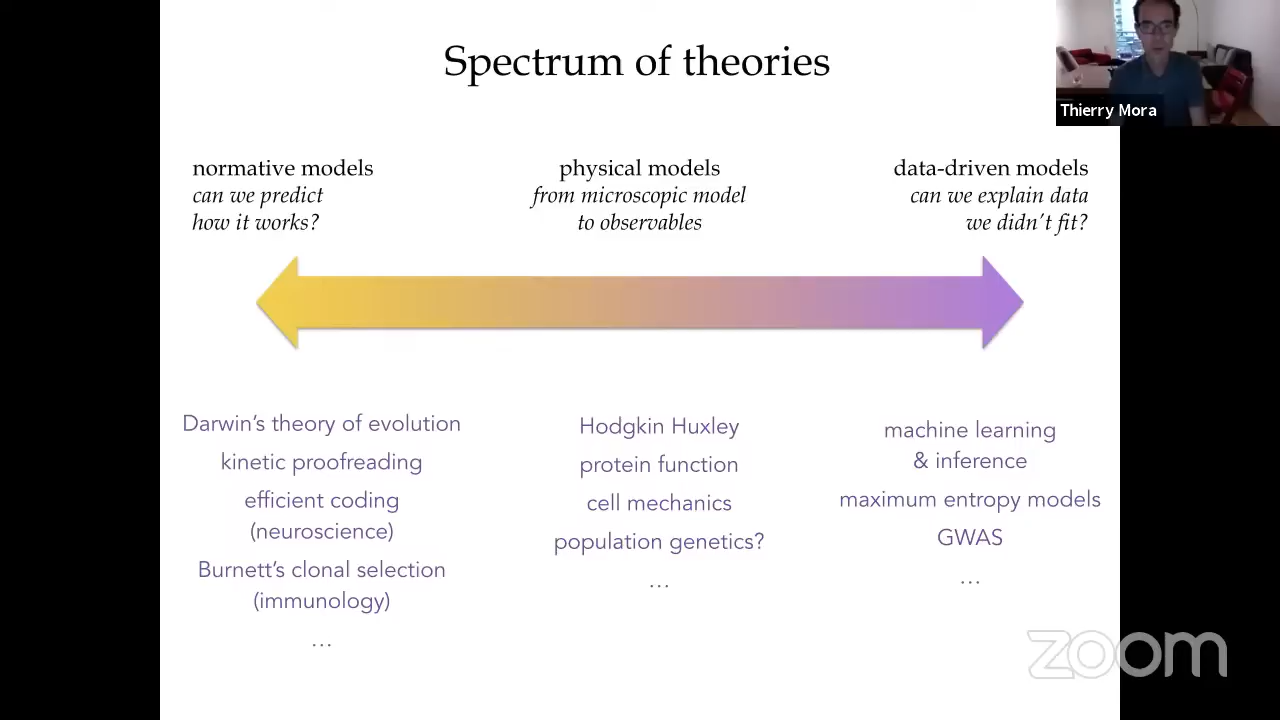 Spectrum of theories
Thierry Mora
normative models
can we predict
how it works?
physical models
from microscopic model
to observables
data-driven models
can we explain data
we didn't fit?
Darwin's theory of evolution
kinetic proofreading
efficient coding
(neuroscience)
Burnett's clonal selection
(immunology)
…
Hodgkin Huxley
protein function
cell mechanics
population genetics?
…
machine learning
& inference
maximum entropy models
GWAS
…
zoom